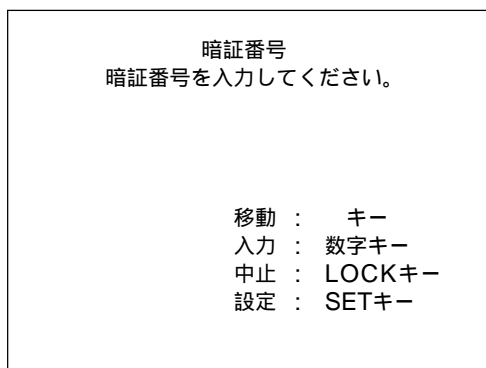 暗証番号
暗証番号を入力してください。
移動 : キー
入力 : 数字キー
中止 : LOCKキー
設定 : SETキー